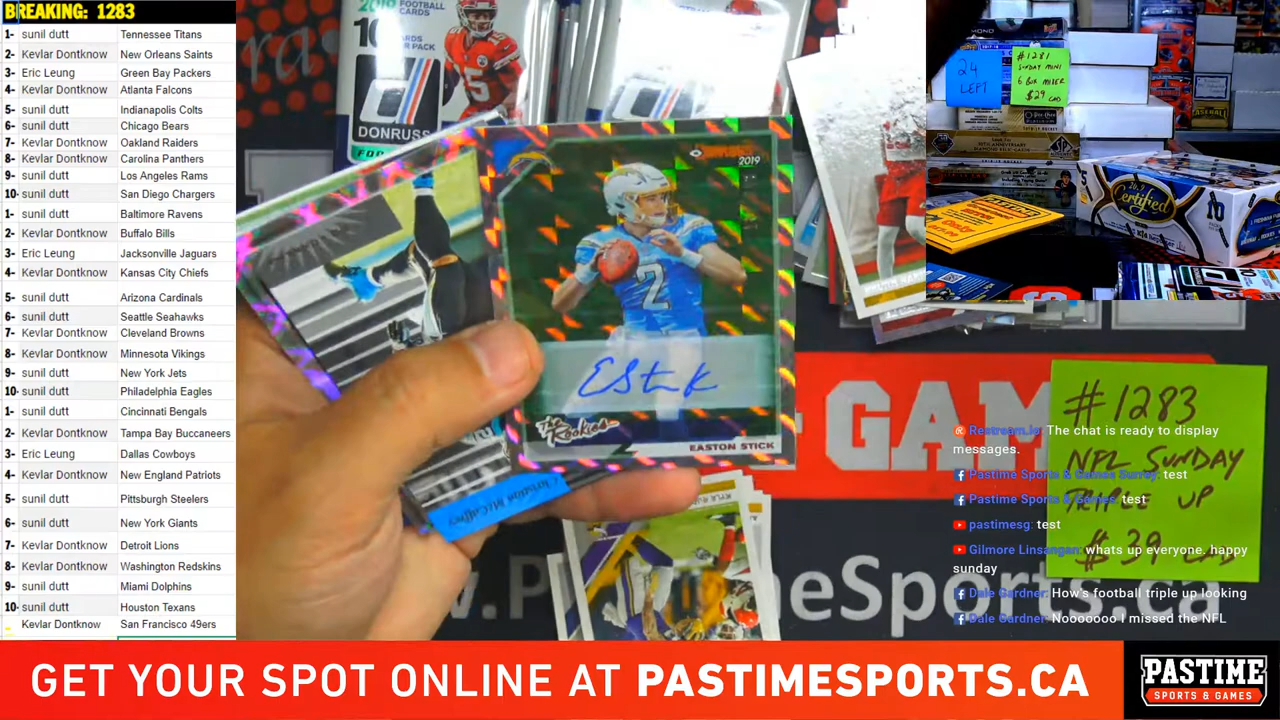 BREAKING: 1283
1- sunil dutt Tennessee Titans
2- Kevlar Dontknow New Orleans Saints
3- Eric Leung Green Bay Packers
4- Kevlar Dontknow Atlanta Falcons
5- sunil dutt Indianapolis Colts
6- sunil dutt Chicago Bears
7- Kevlar Dontknow Oakland Raiders
8- Kevlar Dontknow Carolina Panthers
9- sunil dutt Los Angeles Rams
10- sunil dutt San Diego Chargers
1- sunil dutt Baltimore Ravens
2- Kevlar Dontknow Buffalo Bills
3- Eric Leung Jacksonville Jaguars
4- Kevlar Dontknow Kansas City Chiefs
5- sunil dutt Arizona Cardinals
6- sunil dutt Seattle Seahawks
7- Kevlar Dontknow Cleveland Browns
8- Kevlar Dontknow Minnesota Vikings
9- sunil dutt New York Jets
10- sunil dutt Philadelphia Eagles
1- sunil dutt Cincinnati Bengals
2- Kevlar Dontknow Tampa Bay Buccaneers
3- Eric Leung Dallas Cowboys
4- Kevlar Dontknow New England Patriots
5- sunil dutt Pittsburgh Steelers
6- sunil dutt New York Giants
7- Kevlar Dontknow Detroit Lions
8- Kevlar Dontknow Washington Redskins
9- sunil dutt Miami Dolphins
10- sunil dutt Houston Texans
Kevlar Dontknow San Francisco 49ers
FOOTBALL CARDS
DONRUSS
2019
2
The Rookies
EASTON STICK
Christian McCaffrey
24
LEFT
#1281
SUNDAY MINI
6 BOX MIXER
$29 CAD
2019
Certified
10
BASEBALL
PASTIME
GAM
#1283
NFL SUNDAY
TRIPLE UP
$39 CAD
Restream.io: The chat is ready to display
messages.
Pastime Sports & Games Surrey: test
Pastime Sports & Games: test
pastimesg: test
Gilmore Linsangan: whats up everyone. happy
sunday
Dale Gardner: How's football triple up looking
Dale Gardner: Nooooooo I missed the NFL
GET YOUR SPOT ONLINE AT PASTIMESPORTS.CA
PASTIME
SPORTS & GAMES